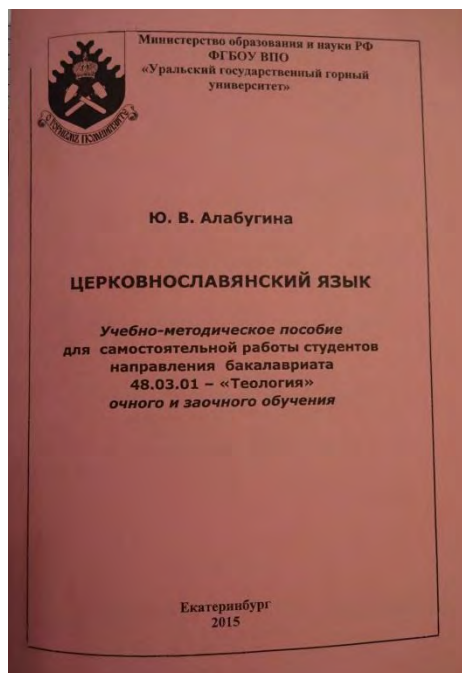 Министерство образования и науки РФ
ФГБОУ ВПО
«Уральский государственный горный
университет»
Ю. В. Алабугина
ЦЕРКОВНОСЛАВЯНСКИЙ ЯЗЫК
Учебно-методическое пособие
для самостоятельной работы студентов
направления бакалавриата
48.03.01 – «Теология»
очного и заочного обучения
Екатеринбург
2015